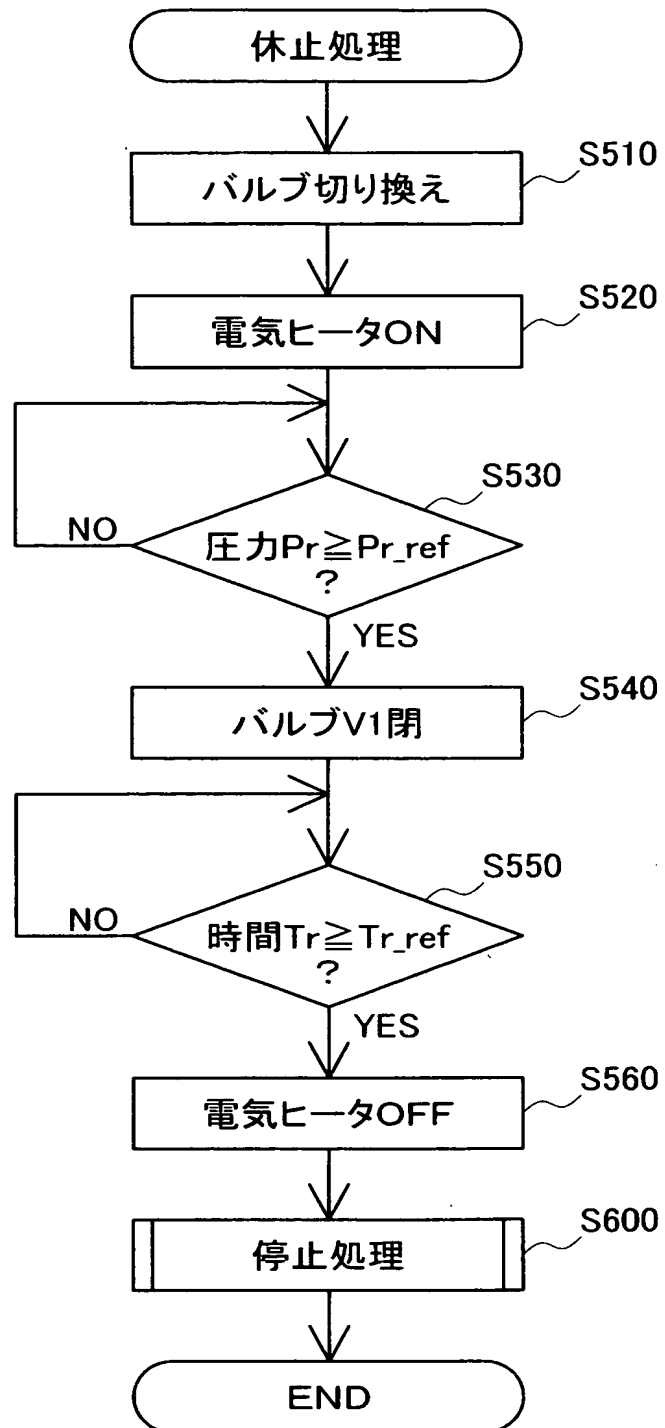 休止処理
S510
バルブ切り換え
S520
電気ヒータON
S530
圧力Pr≧Pr_ref
?
NO
YES
S540
バルブV1閉
S550
時間Tr≧Tr_ref
?
NO
YES
S560
電気ヒータOFF
S600
停止処理
END